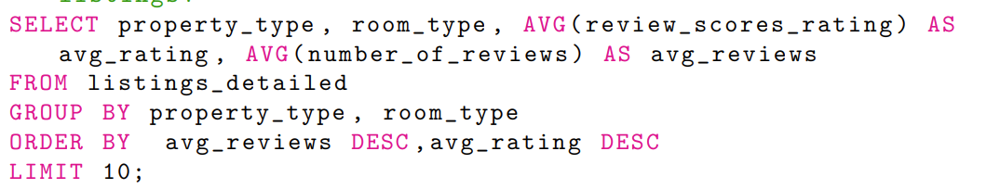 listings.
SELECT property_type, room_type, AVG(review_scores_rating) AS
avg_rating, AVG(number_of_reviews) AS avg_reviews
FROM listings_detailed
GROUP BY property_type, room_type
ORDER BY avg_reviews DESC,avg_rating DESC
LIMIT 10;